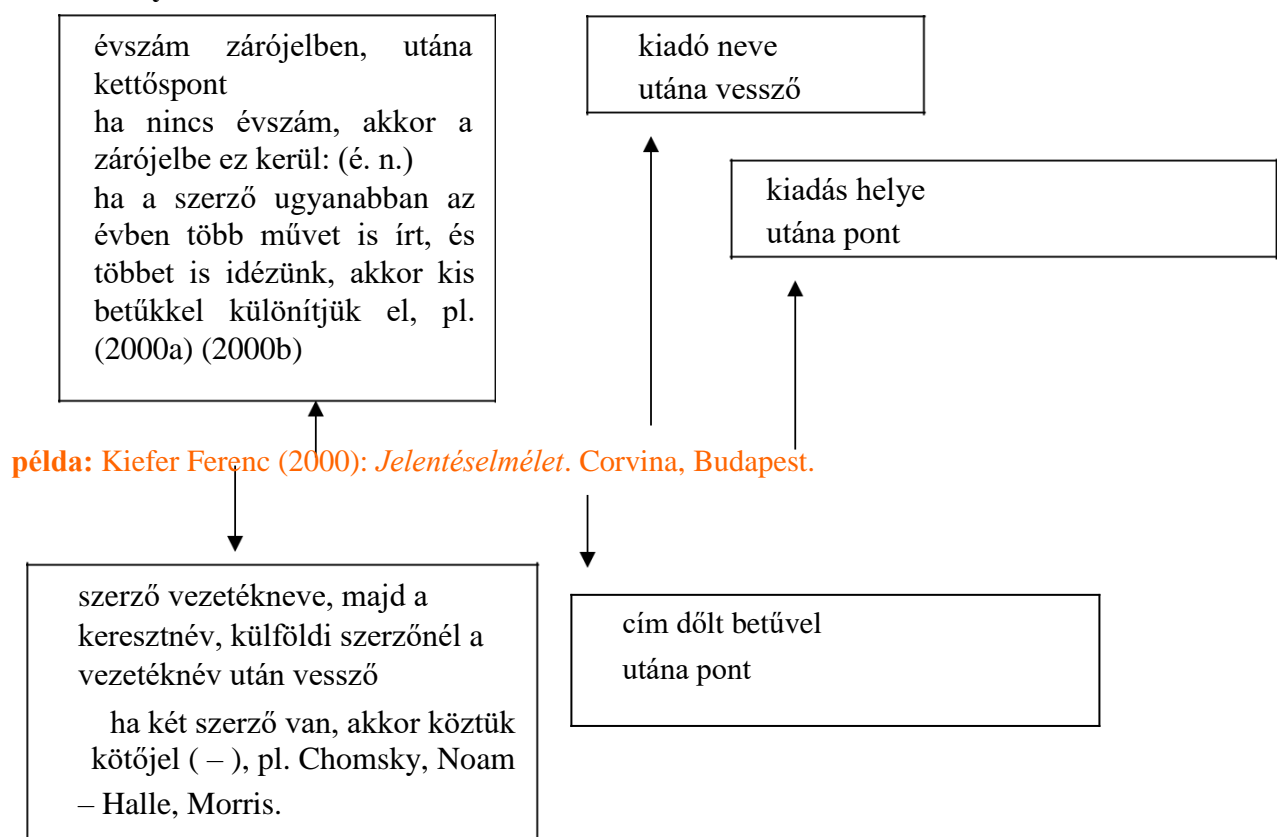 évszám zárójelben, utána
kettőspont
ha nincs évszám, akkor a
zárójelbe ez kerül: (é. n.)
ha a szerző ugyanabban az
évben több művet is írt, és
többet is idézünk, akkor kis
betűkkel különítjük el, pl.
(2000a) (2000b)
kiadó neve
utána vessző
kiadás helye
utána pont
példa: Kiefer Ferenc (2000): Jelentéselmélet. Corvina, Budapest.
szerző vezetékneve, majd a
keresztnév, külföldi szerzőnél a
vezetéknév után vessző
ha két szerző van, akkor köztük
kötőjel ( – ), pl. Chomsky, Noam
– Halle, Morris.
cím dőlt betűvel
utána pont